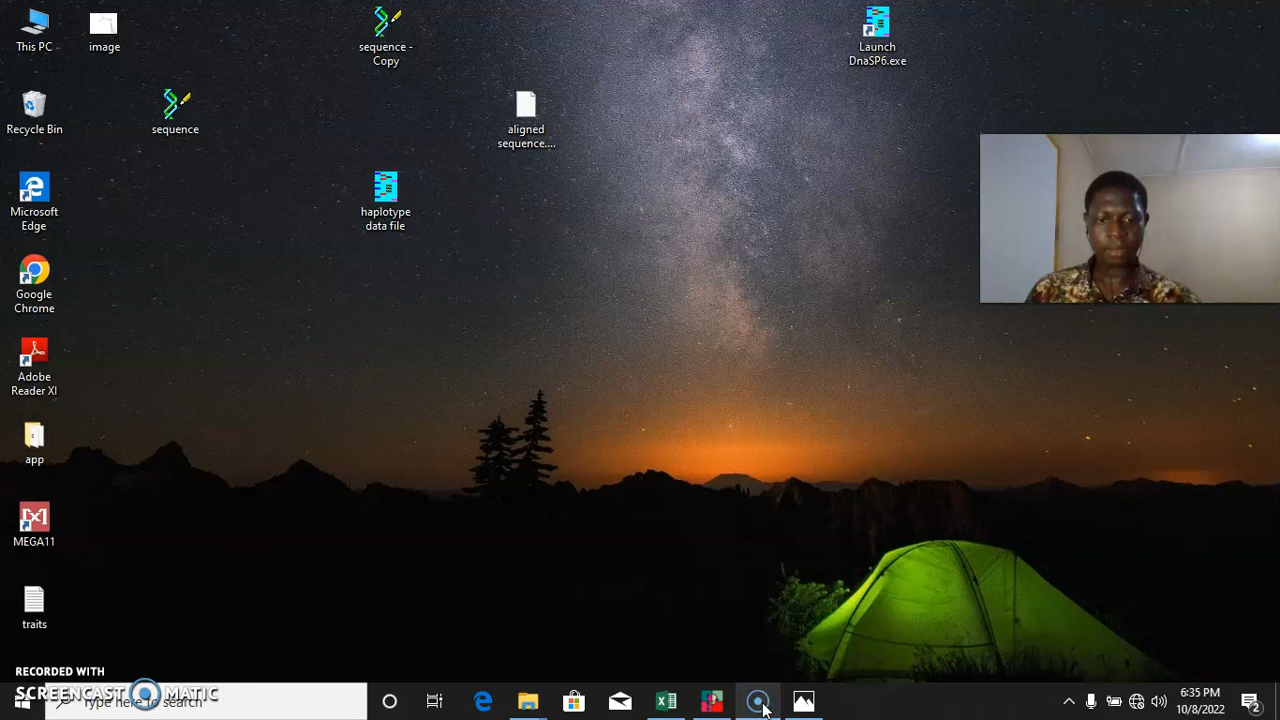 This PC
image
sequence -
Copy
Launch
DnaSP6.exe
Recycle Bin
sequence
aligned
sequence....
Microsoft
Edge
haplotype
data file
Google
Chrome
Adobe
Reader XI
app
MEGA11
traits
RECORDED WITH
SCREENCAST MATIC
Type here to search
6:35 PM
10/8/2022
2